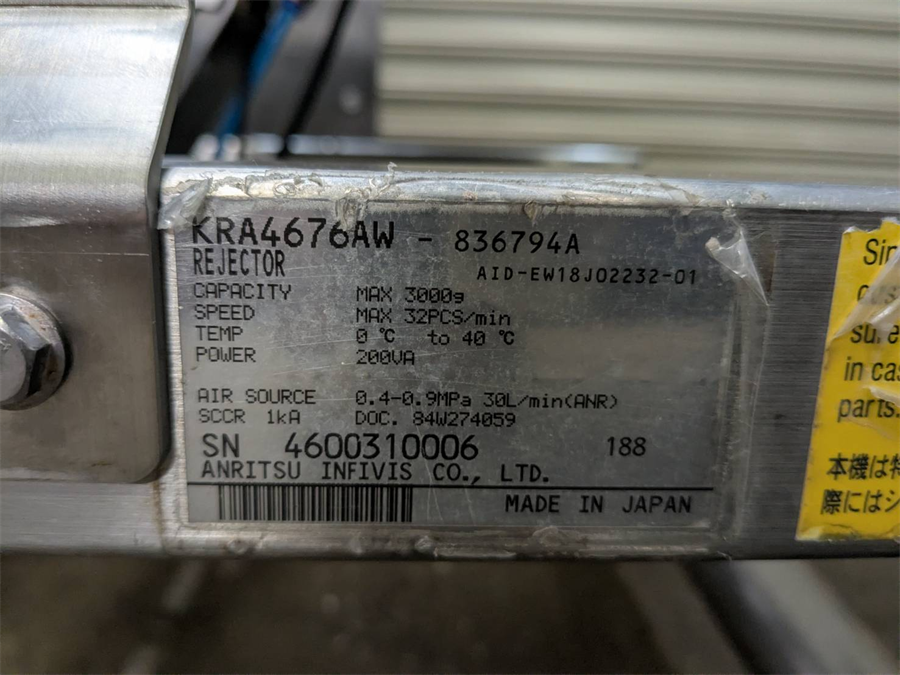 KRA4676AW - 836794A
REJECTOR AID-EW18J02232-01
CAPACITY MAX 3000g
SPEED MAX 32PCS/min
TEMP 0 ℃ to 40 ℃
POWER 200VA
AIR SOURCE 0.4-0.9MPa 30L/min(ANR)
SCCR 1kA DOC. 84W274059
SN 4600310006 188
ANRITSU INFIVIS CO., LTD.
MADE IN JAPAN
in cas
parts.
本機は特
際にはシ